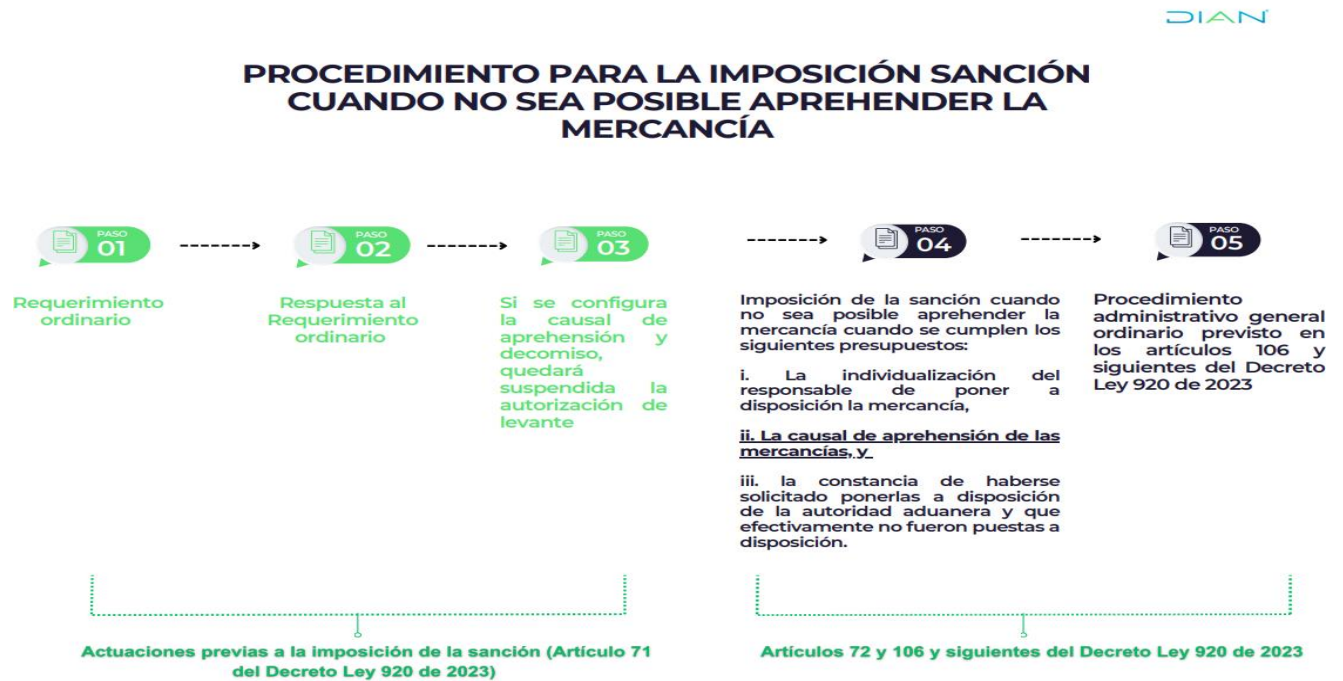 DIAN
PROCEDIMIENTO PARA LA IMPOSICIÓN SANCIÓN
CUANDO NO SEA POSIBLE APREHENDER LA
MERCANCÍA
PASO
01
Requerimiento
ordinario
PASO
02
Respuesta al
Requerimiento
ordinario
PASO
03
Si se configura
la causal de
aprehensión y
decomiso,
quedará
suspendida la
autorización de
levante
PASO
04
Imposición de la sanción cuando
no sea posible aprehender la
mercancía cuando se cumplen los
siguientes presupuestos:
i. La individualización del
responsable de poner a
disposición la mercancía,
ii. La causal de aprehensión de las
mercancías, y
iii. la constancia de haberse
solicitado ponerlas a disposición
de la autoridad aduanera y que
efectivamente no fueron puestas a
disposición.
PASO
05
Procedimiento
administrativo general
ordinario previsto en
los artículos 106 y
siguientes del Decreto
Ley 920 de 2023
Actuaciones previas a la imposición de la sanción (Artículo 71
del Decreto Ley 920 de 2023)
Artículos 72 y 106 y siguientes del Decreto Ley 920 de 2023